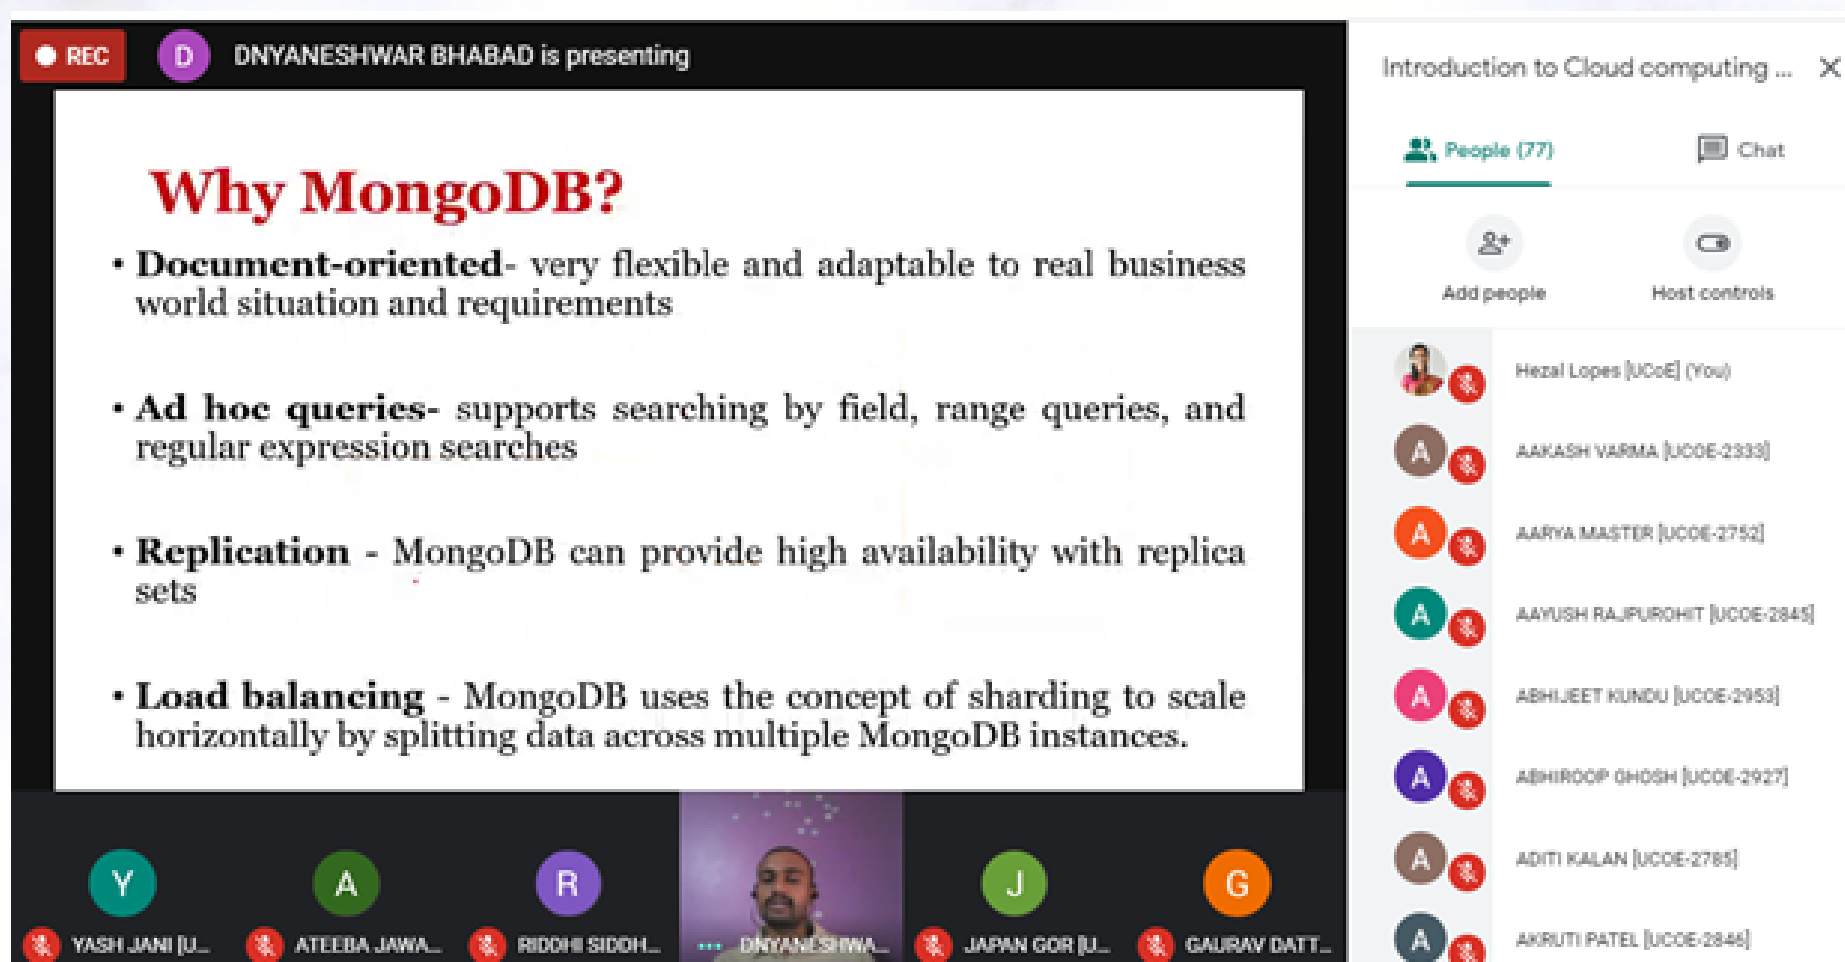 REC
D
DNYANESHWAR BHABAD is presenting
Why MongoDB?
• Document-oriented- very flexible and adaptable to real business
world situation and requirements
• Ad hoc queries- supports searching by field, range queries, and
regular expression searches
• Replication - MongoDB can provide high availability with replica
sets
• Load balancing - MongoDB uses the concept of sharding to scale
horizontally by splitting data across multiple MongoDB instances.
Y
YASH JANI [U...
A
ATEEBA JAWA...
R
RIDDHI SIDDH...
DNYANESHWA...
J
JAPAN GOR [U...
G
GAURAV DATT...
Introduction to Cloud computing ...
People (77)
Chat
Add people
Host controls
Hezal Lopes [UCoE] (You)
A
AAKASH VARMA [UCOE-2333]
A
AARYA MASTER [UCOE-2752]
A
AAYUSH RAJPUROHIT [UCOE-2845]
A
ABHIJEET KUNDU [UCOE-2953]
A
ABHIROOP GHOSH [UCOE-2927]
A
ADITI KALAN [UCOE-2785]
A
AKRUTI PATEL [UCOE-2846]